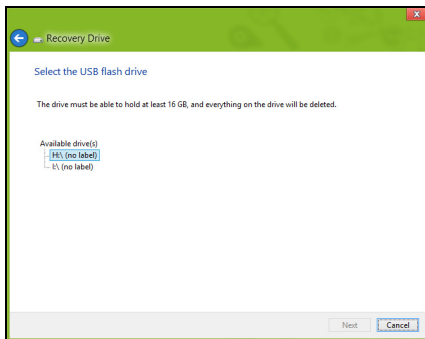 x
Recovery Drive
Select the USB flash drive
The drive must be able to hold at least 16 GB, and everything on the drive will be deleted.
Available drive(s)
H:\ (no label)
I:\ (no label)
Next Cancel